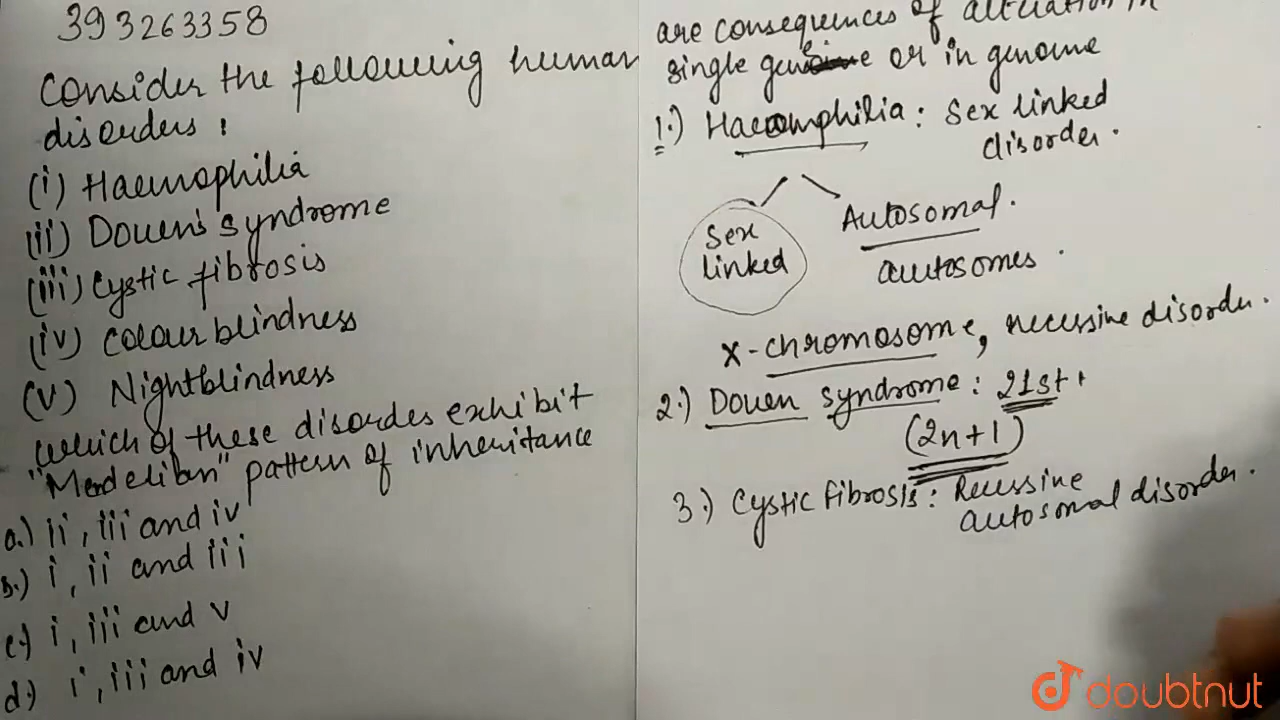 393263358
Consider the following human
disorders :
(i) Haemophilia
(ii) Down's syndrome
(iii) Cystic fibrosis
(iv) Colour blindness
(v) Nightblindness
Which of these disordes exhibit
"Mendelian" pattern of inheritance
a.) ii, iii and iv
b.) i, ii and iii
c.) i, iii and v
d.) i, iii and iv
are consequences of alteration in
single gene or in genome
1.) Haemophilia : Sex linked
disorder.
Sex
linked
Autosomal.
autosomes.
X-chromosome, recessive disorder.
2.) Down syndrome : 21st,
(2n+1)
3.) Cystic fibrosis : Recessine
autosomal disorder.
doubtnut